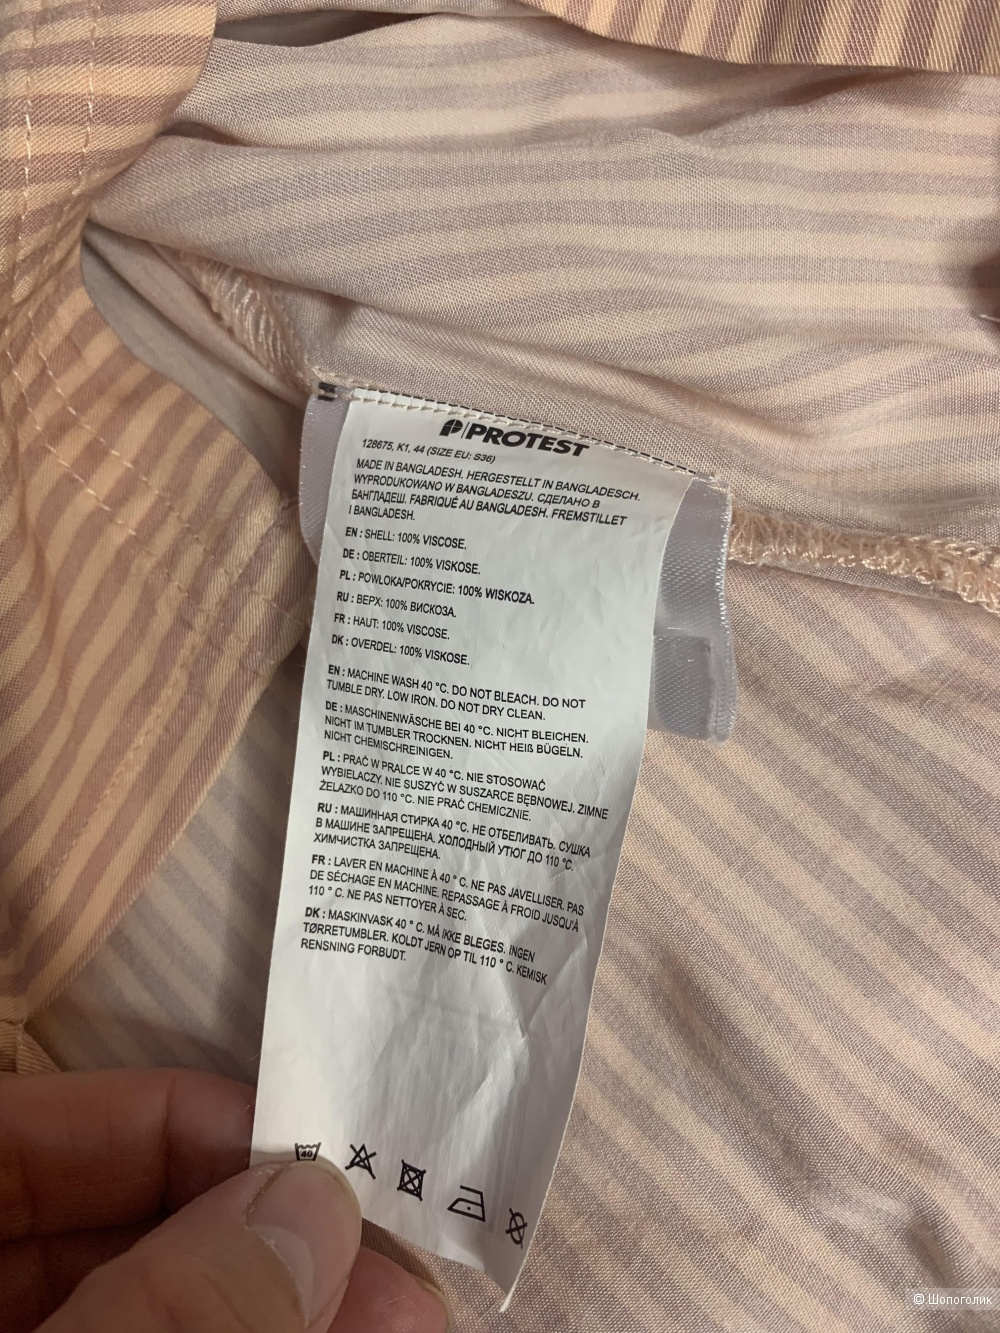 PROTEST
128675, K1, 44 (SIZE EU: S36)
MADE IN BANGLADESH. HERGESTELLT IN BANGLADESCH.
WYPRODUKOWANO W BANGLADESZU. СДЕЛАНО В
БАНГЛАДЕШ. FABRIQUÉ AU BANGLADESH. FREMSTILLET
I BANGLADESH.
EN : SHELL: 100% VISCOSE.
DE : OBERTEIL: 100% VISKOSE.
PL : POWLOKA/POKRYCIE: 100% WISKOZA.
RU : ВЕРХ: 100% ВИСКОЗА.
FR : HAUT: 100% VISCOSE.
DK : OVERDEL: 100% VISKOSE.
EN : MACHINE WASH 40 °C. DO NOT BLEACH. DO NOT
TUMBLE DRY. LOW IRON. DO NOT DRY CLEAN.
DE : MASCHINENWÄSCHE BEI 40 °C. NICHT BLEICHEN.
NICHT IM TUMBLER TROCKNEN. NICHT HEIß BÜGELN.
NICHT CHEMISCHREINIGEN.
PL : PRAĆ W PRALCE W 40 °C. NIE STOSOWAĆ
WYBIELACZY. NIE SUSZYĆ W SUSZARCE BĘBNOWEJ. ZIMNE
ŻELAZKO DO 110 °C. NIE PRAĆ CHEMICZNIE.
RU : МАШИННАЯ СТИРКА 40 °C. НЕ ОТБЕЛИВАТЬ. СУШКА
В МАШИНЕ ЗАПРЕЩЕНА. ХОЛОДНЫЙ УТЮГ ДО 110 °C.
ХИМЧИСТКА ЗАПРЕЩЕНА.
FR : LAVER EN MACHINE À 40 ° C. NE PAS JAVELLISER. PAS
DE SÉCHAGE EN MACHINE. REPASSAGE À FROID JUSQU'À
110 ° C. NE PAS NETTOYER À SEC.
DK : MASKINVASK 40 ° C. MÅ IKKE BLEGES. INGEN
TØRRETUMBLER. KOLDT JERN OP TIL 110 ° C. KEMISK
RENSNING FORBUDT.
40
© Шопоголик